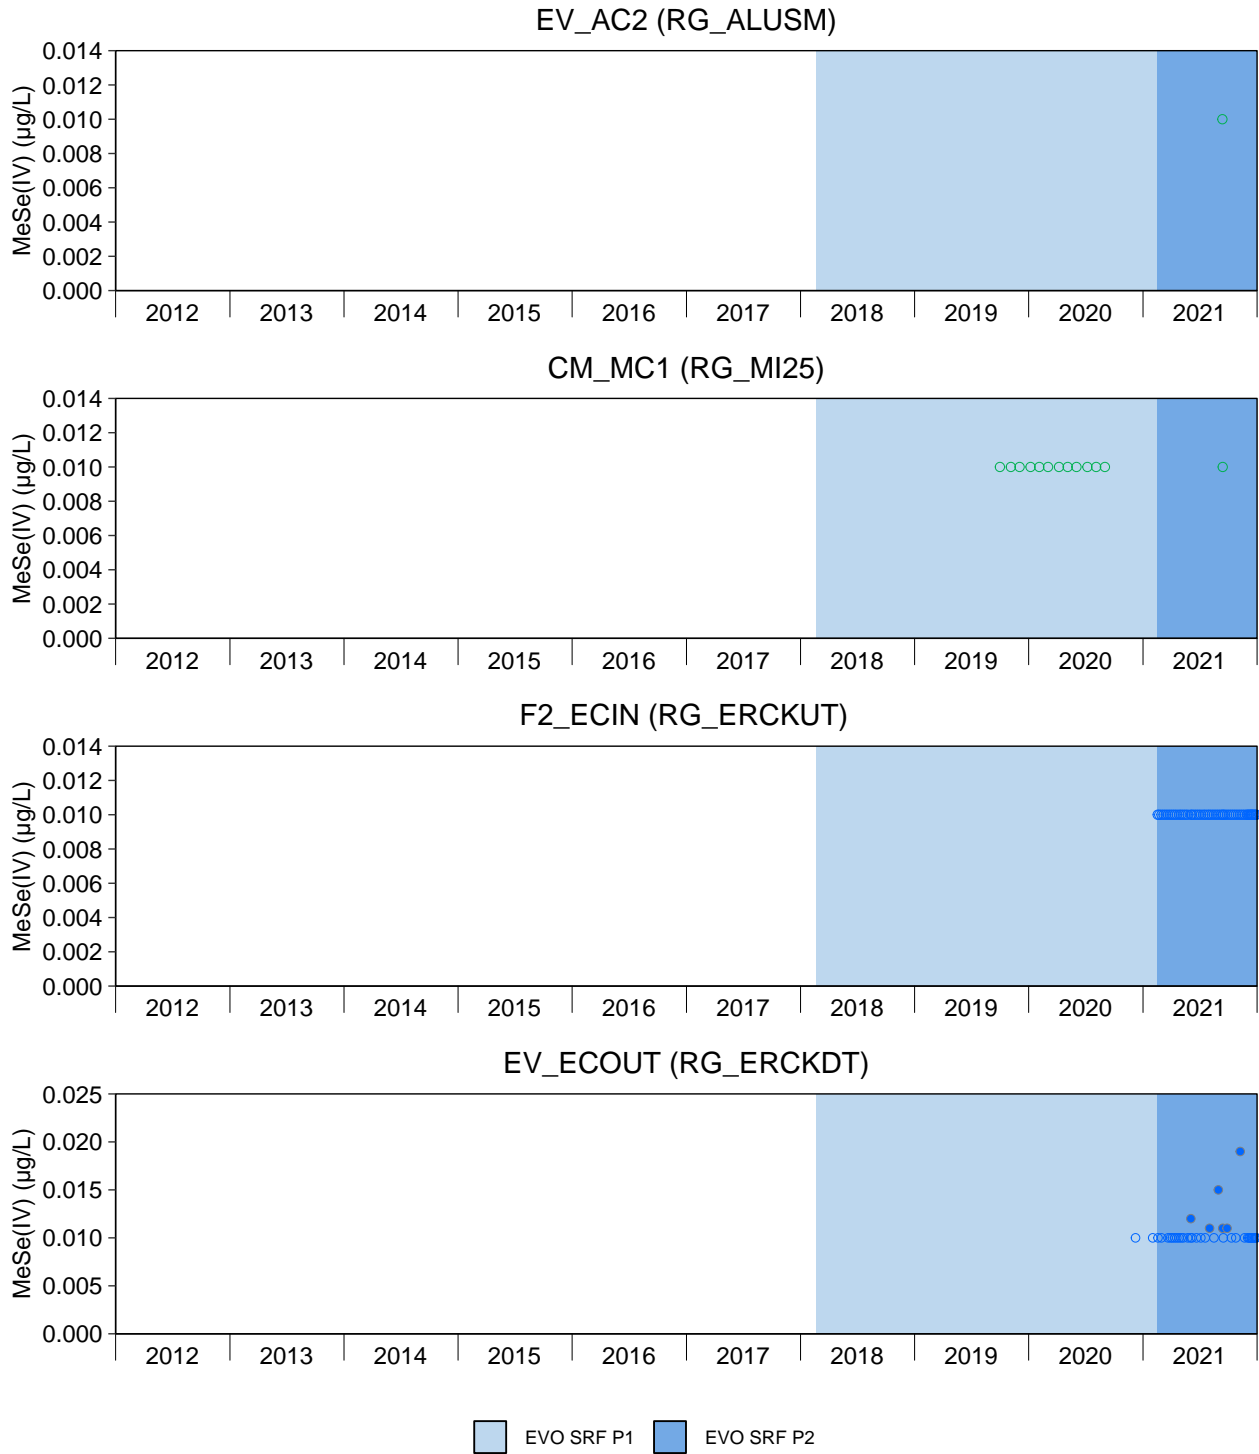 EV_AC2 (RG_ALUSM)
MeSe(IV) (µg/L)
0.014
0.012
0.010
0.008
0.006
0.004
0.002
0.000
2012 2013 2014 2015 2016 2017 2018 2019 2020 2021
CM_MC1 (RG_MI25)
MeSe(IV) (µg/L)
0.014
0.012
0.010
0.008
0.006
0.004
0.002
0.000
2012 2013 2014 2015 2016 2017 2018 2019 2020 2021
F2_ECIN (RG_ERCKUT)
MeSe(IV) (µg/L)
0.014
0.012
0.010
0.008
0.006
0.004
0.002
0.000
2012 2013 2014 2015 2016 2017 2018 2019 2020 2021
EV_ECOUT (RG_ERCKDT)
MeSe(IV) (µg/L)
0.025
0.020
0.015
0.010
0.005
0.000
2012 2013 2014 2015 2016 2017 2018 2019 2020 2021
EVO SRF P1 EVO SRF P2